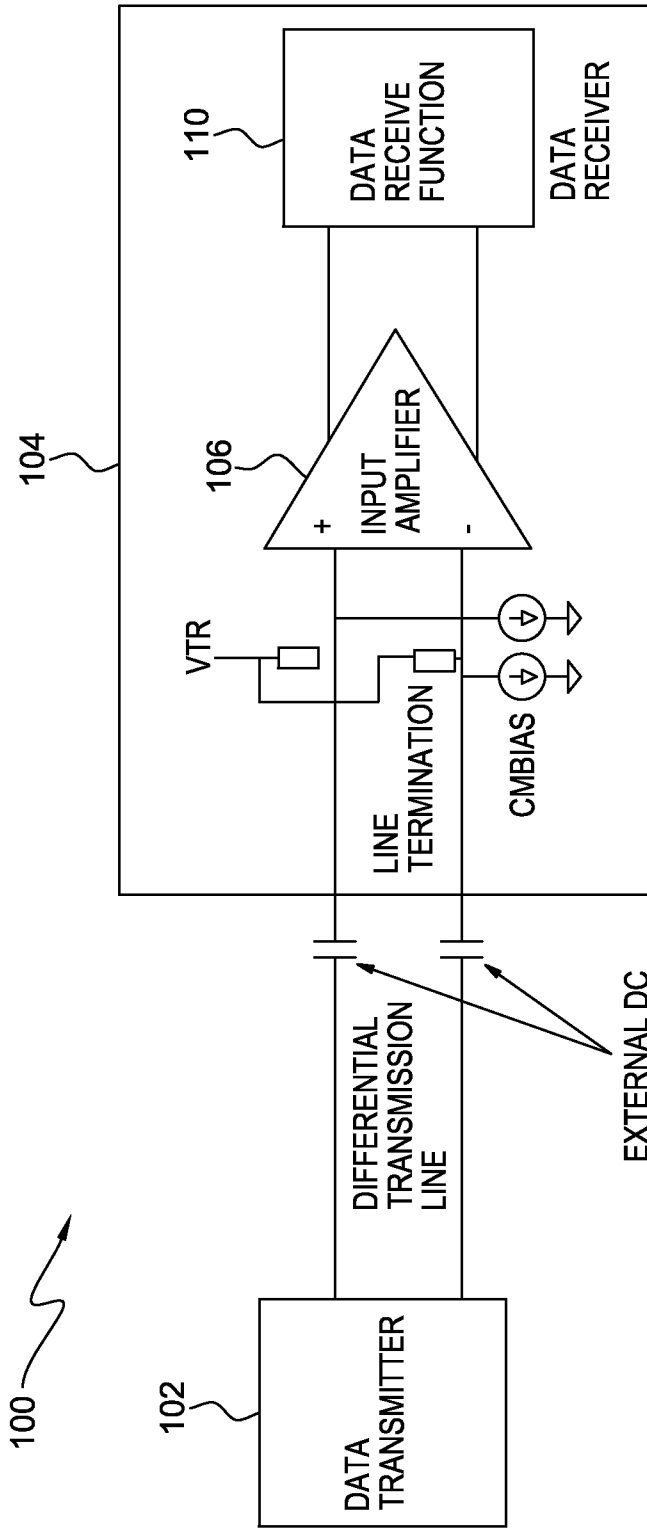 100
102
DATA
TRANSMITTER
DIFFERENTIAL
TRANSMISSION
LINE
EXTERNAL DC
104
LINE
TERMINATION
VTR
CMBIAS
106
+
-
INPUT
AMPLIFIER
110
DATA
RECEIVE
FUNCTION
DATA
RECEIVER